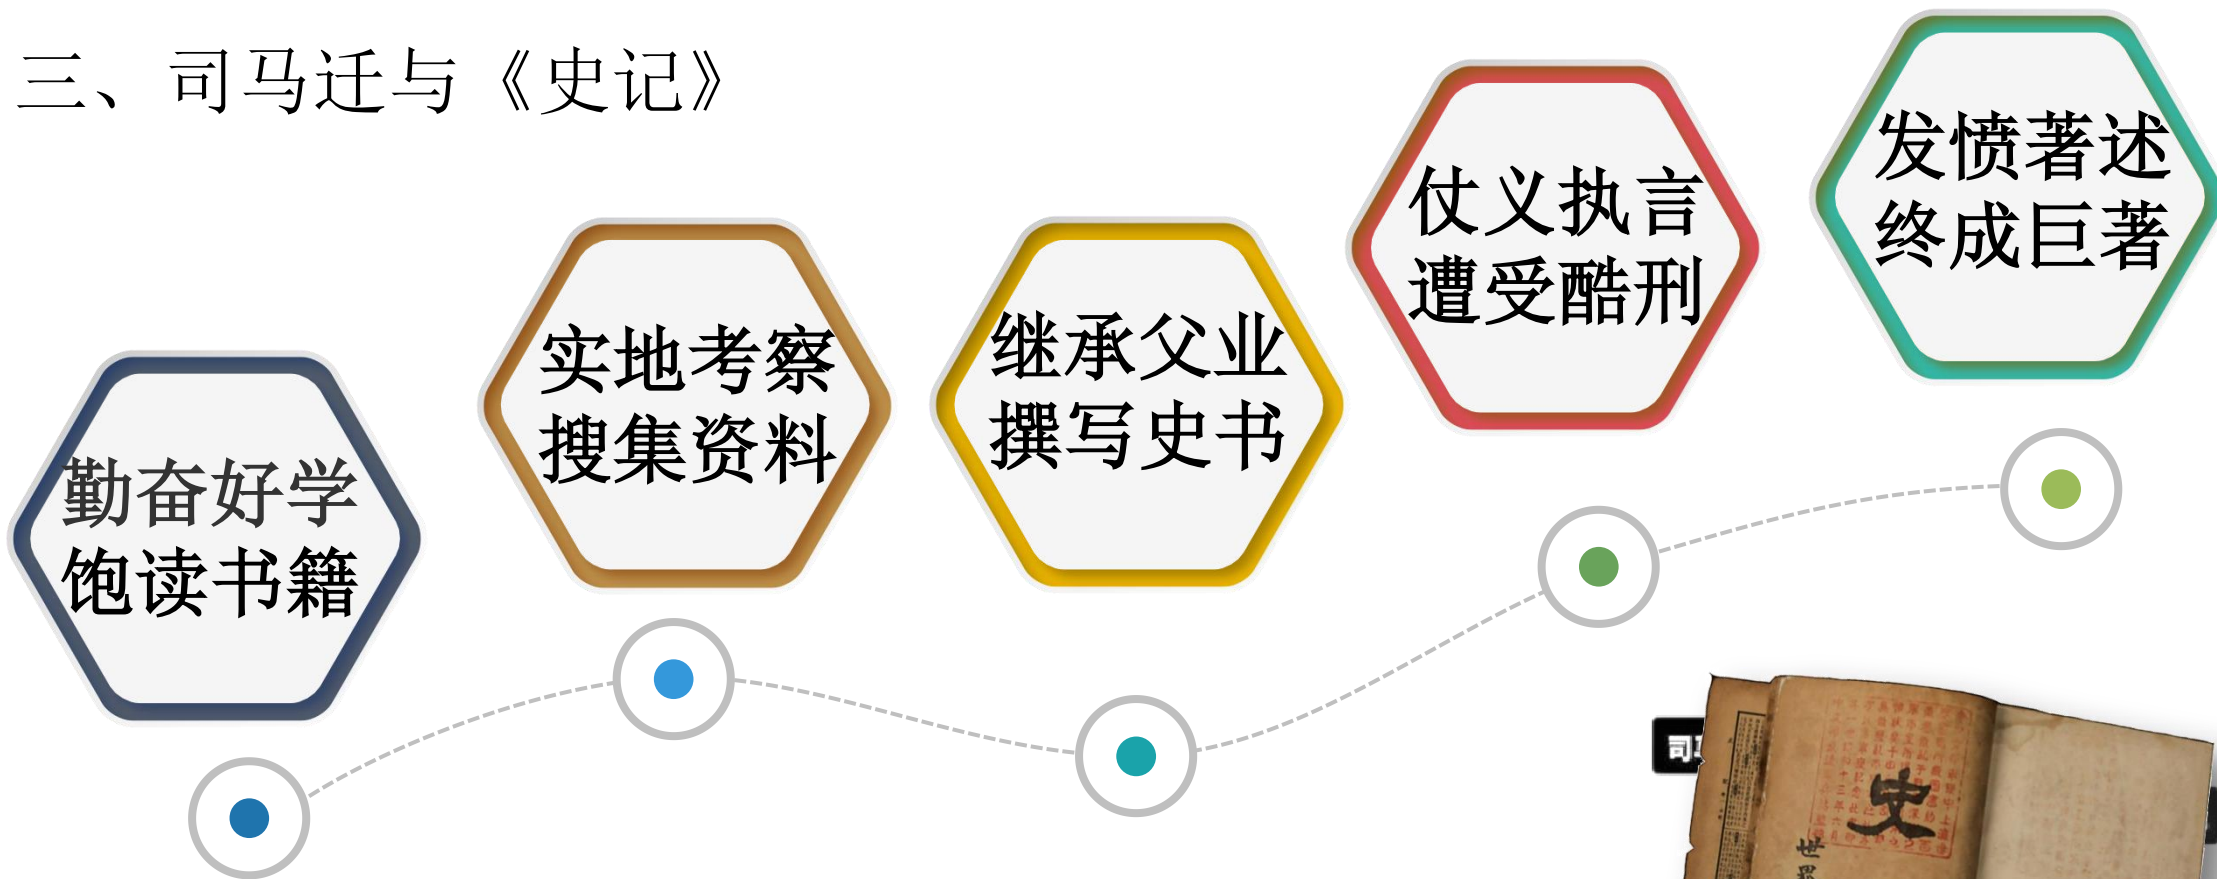 三、司马迁与《史记》
勤奋好学
饱读书籍
实地考察
搜集资料
继承父业
撰写史书
仗义执言
遭受酷刑
发愤著述
终成巨著
司
史
世